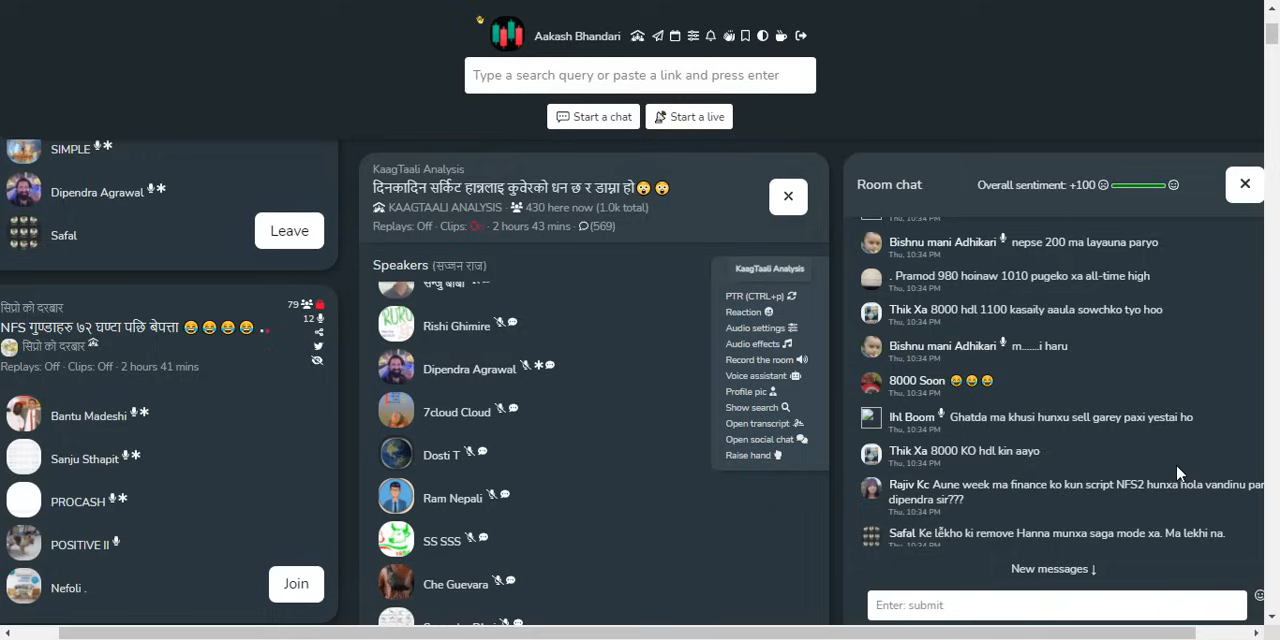 Aakash Bhandari
Type a search query or paste a link and press enter
Start a chat
Start a live
SIMPLE
Dipendra Agrawal
Safal
Leave
सिप्रो को दरबार
79
12
NFS गुण्डाहरु ७२ घण्टा पछि बेपत्ता 😂 😂 😂 😂
सिप्रो को दरबार
Replays: Off · Clips: Off · 2 hours 41 mins
Bantu Madeshi
Sanju Sthapit
PROCASH
POSITIVE II
Nefoli .
Join
KaagTaali Analysis
दिनकादिन सर्किट हान्नलाइ कुवेरको धन छ र डाम्ना हो😲 😲
KAAGTAALI ANALYSIS · 430 here now (1.0k total)
Replays: Off · Clips: · 2 hours 43 mins · (569)
Speakers (सज्जन राज)
Rishi Ghimire
Dipendra Agrawal
7cloud Cloud
Dosti T
Ram Nepali
SS SSS
Che Guevara
KaagTaali Analysis
PTR (CTRL+p)
Reaction
Audio settings
Audio effects
Record the room
Voice assistant
Profile pic
Show search
Open transcript
Open social chat
Raise hand
Room chat
Overall sentiment: +100
Thu, 10:34 PM
Bishnu mani Adhikari nepse 200 ma layauna paryo
Thu, 10:34 PM
. Pramod 980 hoinaw 1010 pugeko xa all-time high
Thu, 10:34 PM
Thik Xa 8000 hdl 1100 kasaily aaula sowchko tyo hoo
Thu, 10:34 PM
Bishnu mani Adhikari m......i haru
Thu, 10:34 PM
8000 Soon 😂 😂 😂
Thu, 10:34 PM
Ihl Boom Ghatda ma khusi hunxu sell garey paxi yestai ho
Thu, 10:34 PM
Thik Xa 8000 KO hdl kin aayo
Thu, 10:34 PM
Rajiv Kc Aune week ma finance ko kun script NFS2 hunxa hola vandinu par
dipendra sir???
Thu, 10:34 PM
Safal Ke lekho ki remove Hanna munxa saga mode xa. Ma lekhi na.
Thu, 10:34 PM
New messages ↓
Enter: submit